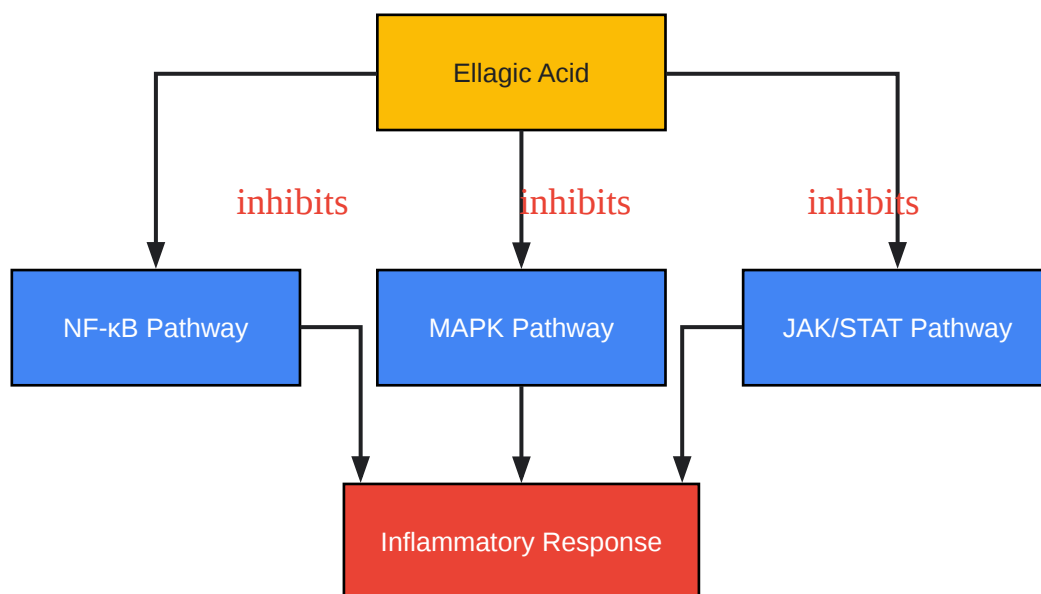 Ellagic Acid
inhibits
inhibits
inhibits
NF-κB Pathway
MAPK Pathway
JAK/STAT Pathway
Inflammatory Response